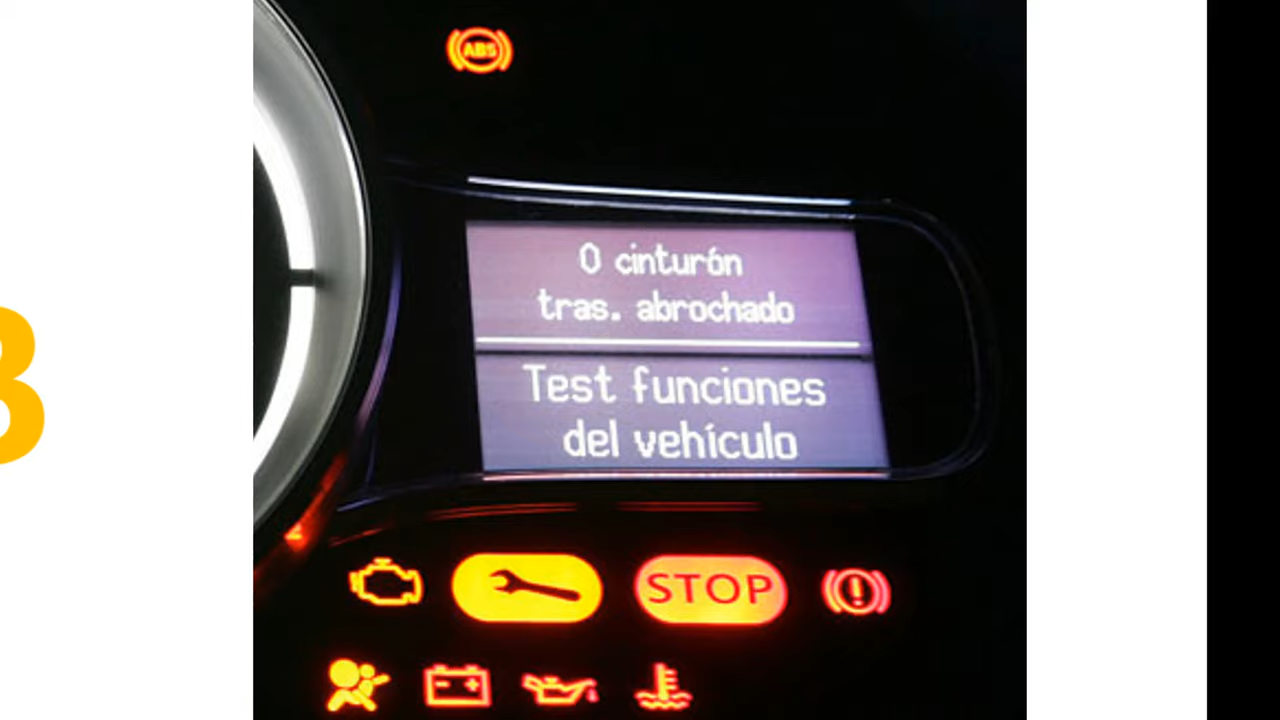 ABS
0 cinturón
tras. abrochado
Test funciones
del vehículo
STOP